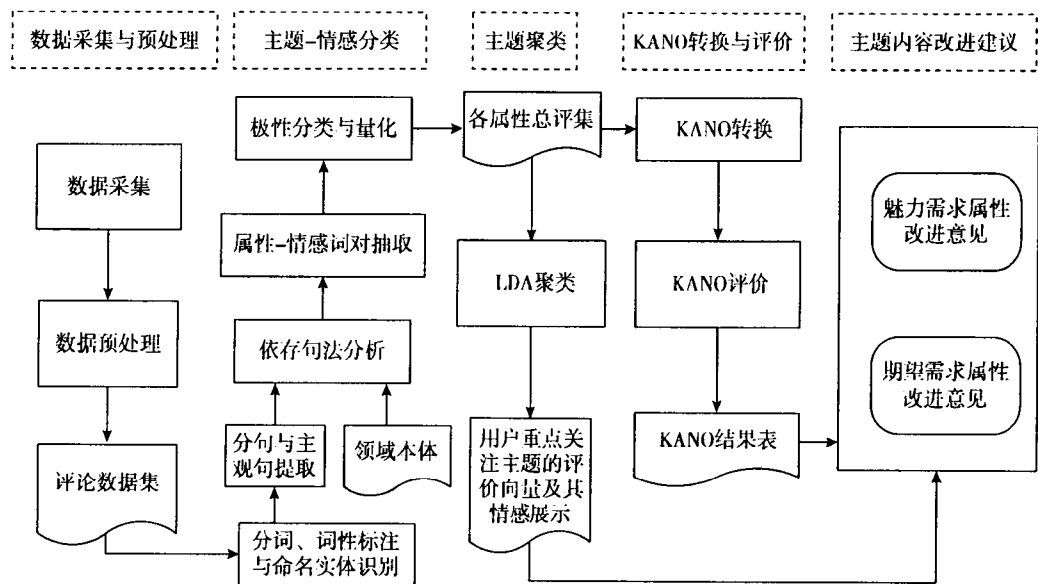 数据采集与预处理
主题-情感分类
主题聚类
KANO转换与评价
主题内容改进建议
数据采集
数据预处理
评论数据集
极性分类与量化
属性-情感词对抽取
依存句法分析
分句与主
观句提取
领域本体
分词、词性标注
与命名实体识别
各属性总评集
LDA聚类
用户重点关
注主题的评
价向量及其
情感展示
KANO转换
KANO评价
KANO结果表
魅力需求属性
改进意见
期望需求属性
改进意见